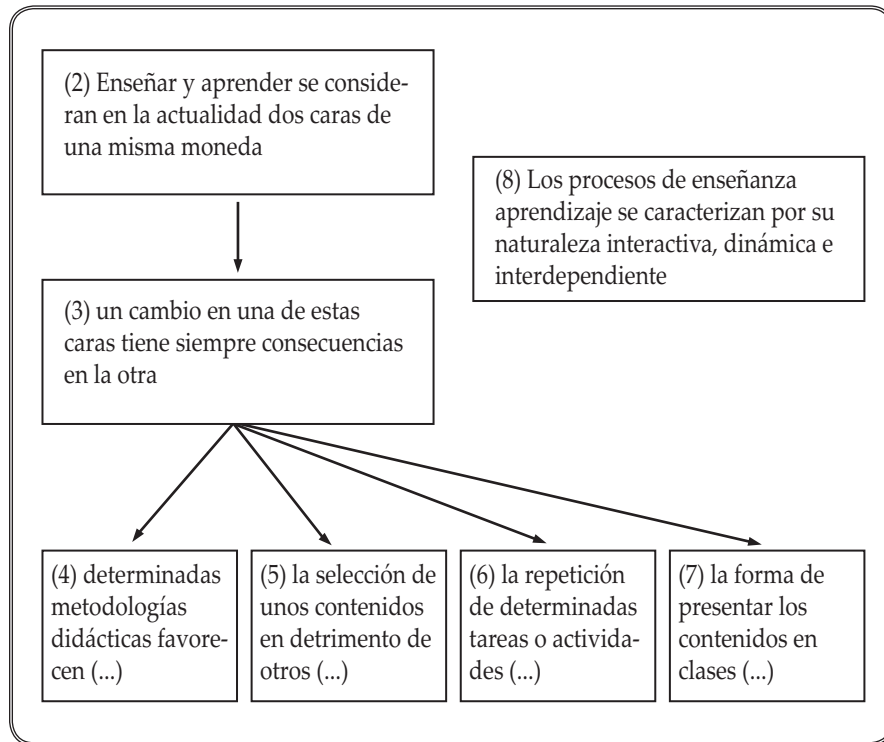 (2) Enseñar y aprender se conside-
ran en la actualidad dos caras de
una misma moneda
(8) Los procesos de enseñanza
aprendizaje se caracterizan por su
naturaleza interactiva, dinámica e
interdependiente
(3) un cambio en una de estas
caras tiene siempre consecuencias
en la otra
(4) determinadas
metodologías
didácticas favore-
cen (...)
(5) la selección de
unos contenidos
en detrimento de
otros (...)
(6) la repetición
de determinadas
tareas o activida-
des (...)
(7) la forma de
presentar los
contenidos en
clases (...)